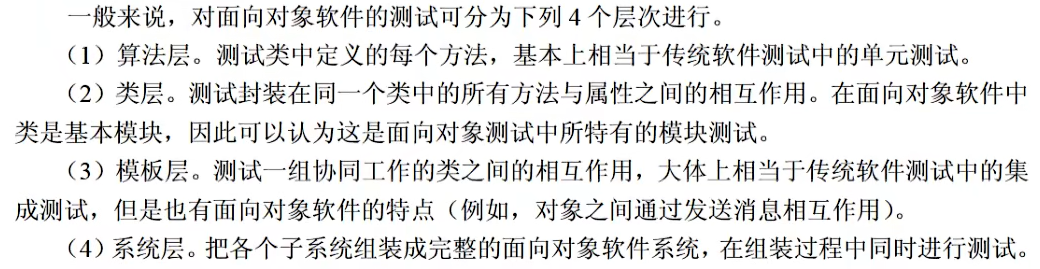 一般来说，对面向对象软件的测试可分为下列 4 个层次进行。
（1）算法层。测试类中定义的每个方法，基本上相当于传统软件测试中的单元测试。
（2）类层。测试封装在同一个类中的所有方法与属性之间的相互作用。在面向对象软件中
类是基本模块，因此可以认为这是面向对象测试中所特有的模块测试。
（3）模板层。测试一组协同工作的类之间的相互作用，大体上相当于传统软件测试中的集
成测试，但是也有面向对象软件的特点（例如，对象之间通过发送消息相互作用）。
（4）系统层。把各个子系统组装成完整的面向对象软件系统，在组装过程中同时进行测试。